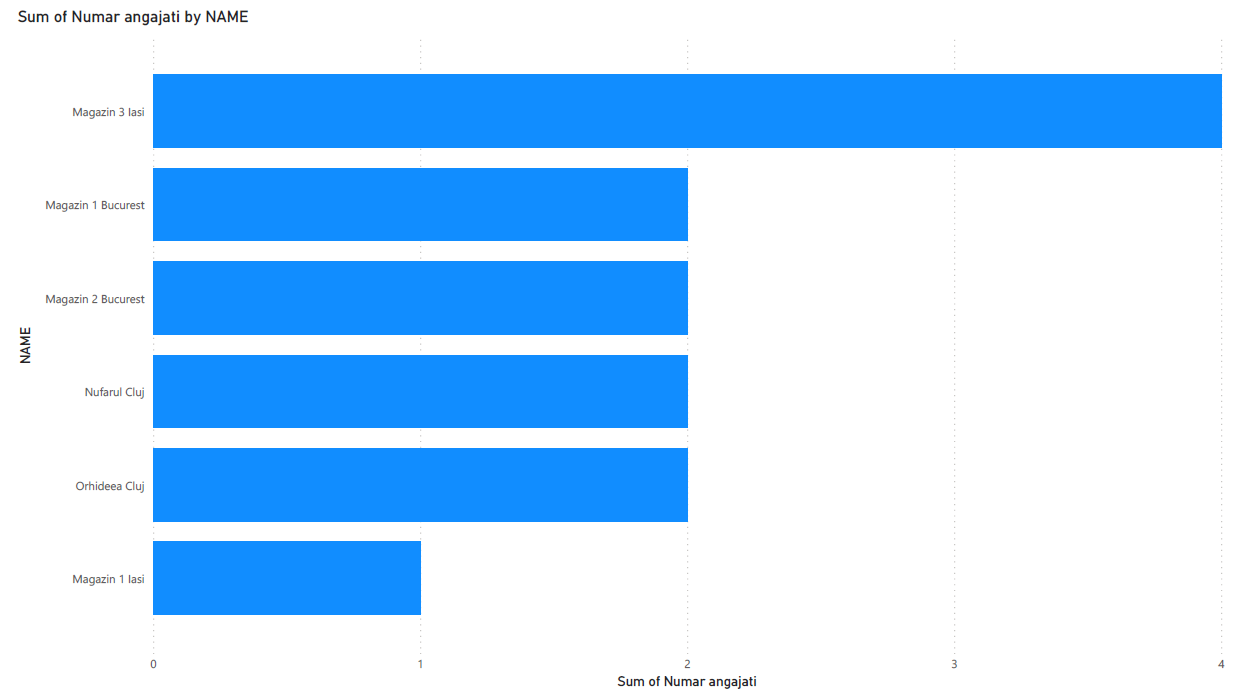 Sum of Numar angajati by NAME
NAME
Magazin 3 Iasi
Magazin 1 Bucurest
Magazin 2 Bucurest
Nufarul Cluj
Orhideea Cluj
Magazin 1 Iasi
0 1 2 3 4
Sum of Numar angajati